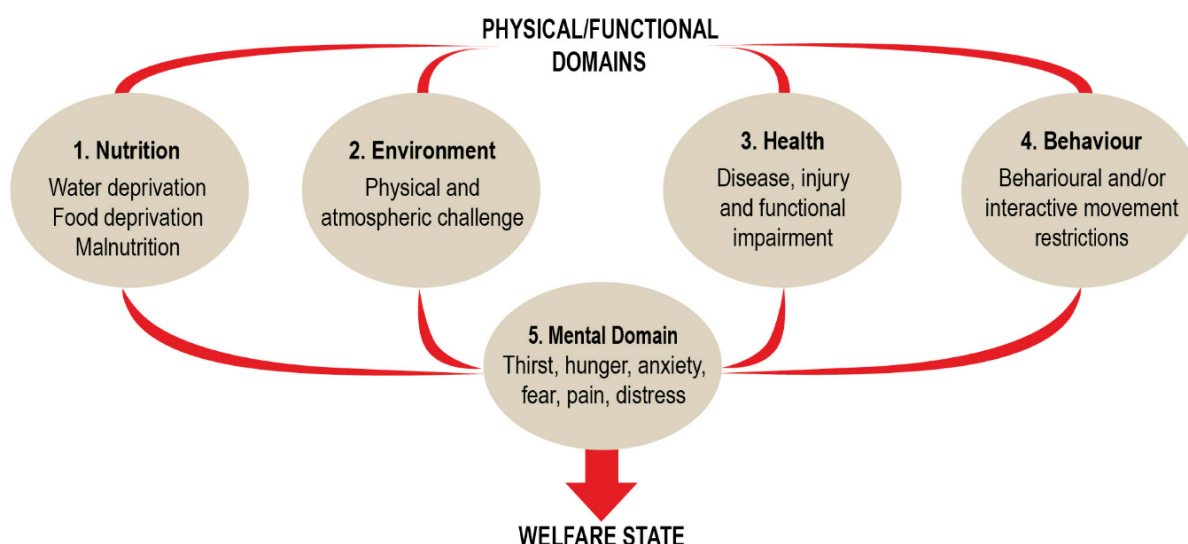 PHYSICAL/FUNCTIONAL
DOMAINS
1. Nutrition
Water deprivation
Food deprivation
Malnutrition
2. Environment
Physical and
atmospheric challenge
3. Health
Disease, injury
and functional
impairment
4. Behaviour
Beharioural and/or
interactive movement
restrictions
5. Mental Domain
Thirst, hunger, anxiety,
fear, pain, distress
WELFARE STATE